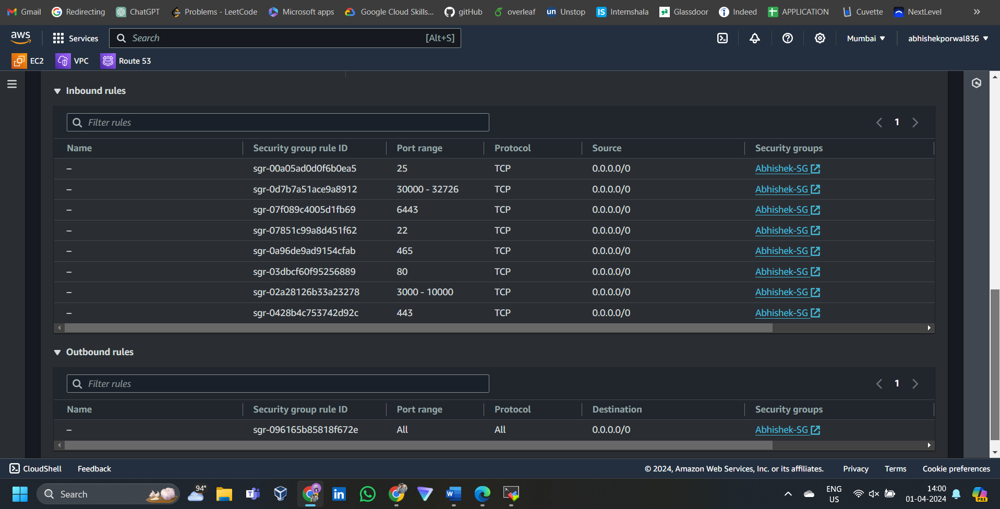 Gmail Redirecting ChatGPT Problems - LeetCode Microsoft apps Google Cloud Skills... gitHub overleaf un Unstop IS Internshala Glassdoor Indeed APPLICATION Cuvette NextLevel »
aws Services Search [Alt+S] Mumbai ▼ abhishekporwal836 ▼
EC2 VPC Route 53
Inbound rules
Filter rules 1
Name Security group rule ID Port range Protocol Source Security groups
– sgr-00a05ad0d0f6b0ea5 25 TCP 0.0.0.0/0 Abhishek-SG
– sgr-0d7b7a51ace9a8912 30000 - 32726 TCP 0.0.0.0/0 Abhishek-SG
– sgr-07f089c4005d1fb69 6443 TCP 0.0.0.0/0 Abhishek-SG
– sgr-07851c99a8d451f62 22 TCP 0.0.0.0/0 Abhishek-SG
– sgr-0a96de9ad9154cfab 465 TCP 0.0.0.0/0 Abhishek-SG
– sgr-03dbcf60f95256889 80 TCP 0.0.0.0/0 Abhishek-SG
– sgr-02a28126b33a23278 3000 - 10000 TCP 0.0.0.0/0 Abhishek-SG
– sgr-0428b4c753742d92c 443 TCP 0.0.0.0/0 Abhishek-SG
Outbound rules
Filter rules 1
Name Security group rule ID Port range Protocol Destination Security groups
– sgr-096165b85818f672e All All 0.0.0.0/0 Abhishek-SG
CloudShell Feedback © 2024, Amazon Web Services, Inc. or its affiliates. Privacy Terms Cookie preferences
Search 94° ENG US 14:00 01-04-2024 PRE